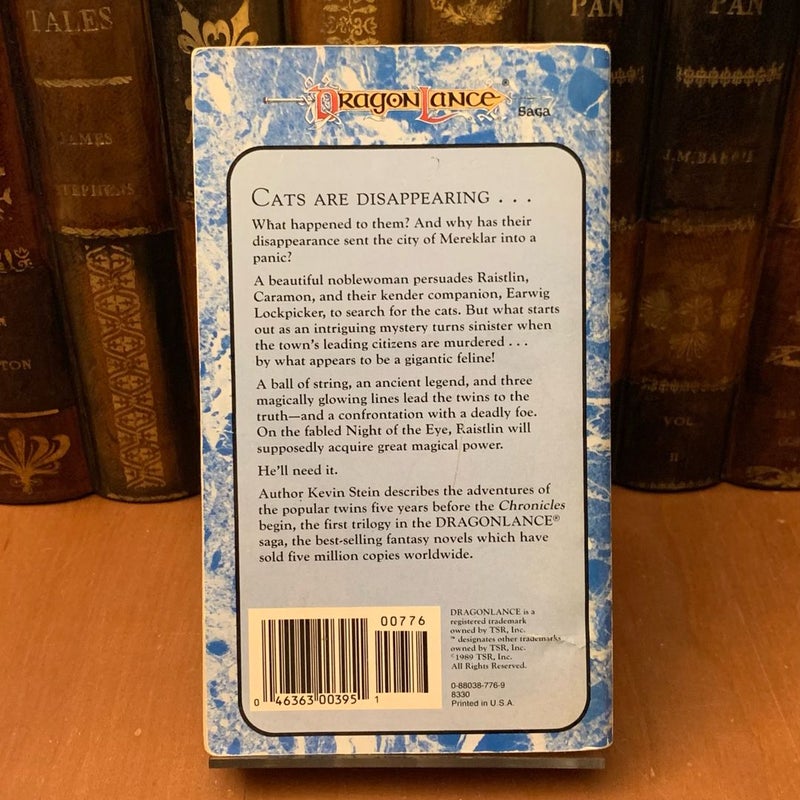 TALES
JAMES
STEPHENS
TON
PAN
PAN
J.M. BARRIE
VOL.
II
DRAGONLANCE®
Saga
CATS ARE DISAPPEARING . . .
What happened to them? And why has their
disappearance sent the city of Mereklar into a
panic?
A beautiful noblewoman persuades Raistlin,
Caramon, and their kender companion, Earwig
Lockpicker, to search for the cats. But what starts
out as an intriguing mystery turns sinister when
the town's leading citizens are murdered . . .
by what appears to be a gigantic feline!
A ball of string, an ancient legend, and three
magically glowing lines lead the twins to the
truth—and a confrontation with a deadly foe.
On the fabled Night of the Eye, Raistlin will
supposedly acquire great magical power.
He'll need it.
Author Kevin Stein describes the adventures of
the popular twins five years before the Chronicles
begin, the first trilogy in the DRAGONLANCE®
saga, the best-selling fantasy novels which have
sold five million copies worldwide.
00776
0 46363 00395 1
DRAGONLANCE is a
registered trademark
owned by TSR, Inc.
™ designates other trademarks
owned by TSR, Inc.
©1989 TSR, Inc.
All Rights Reserved.
0-88038-776-9
8330
Printed in U.S.A.